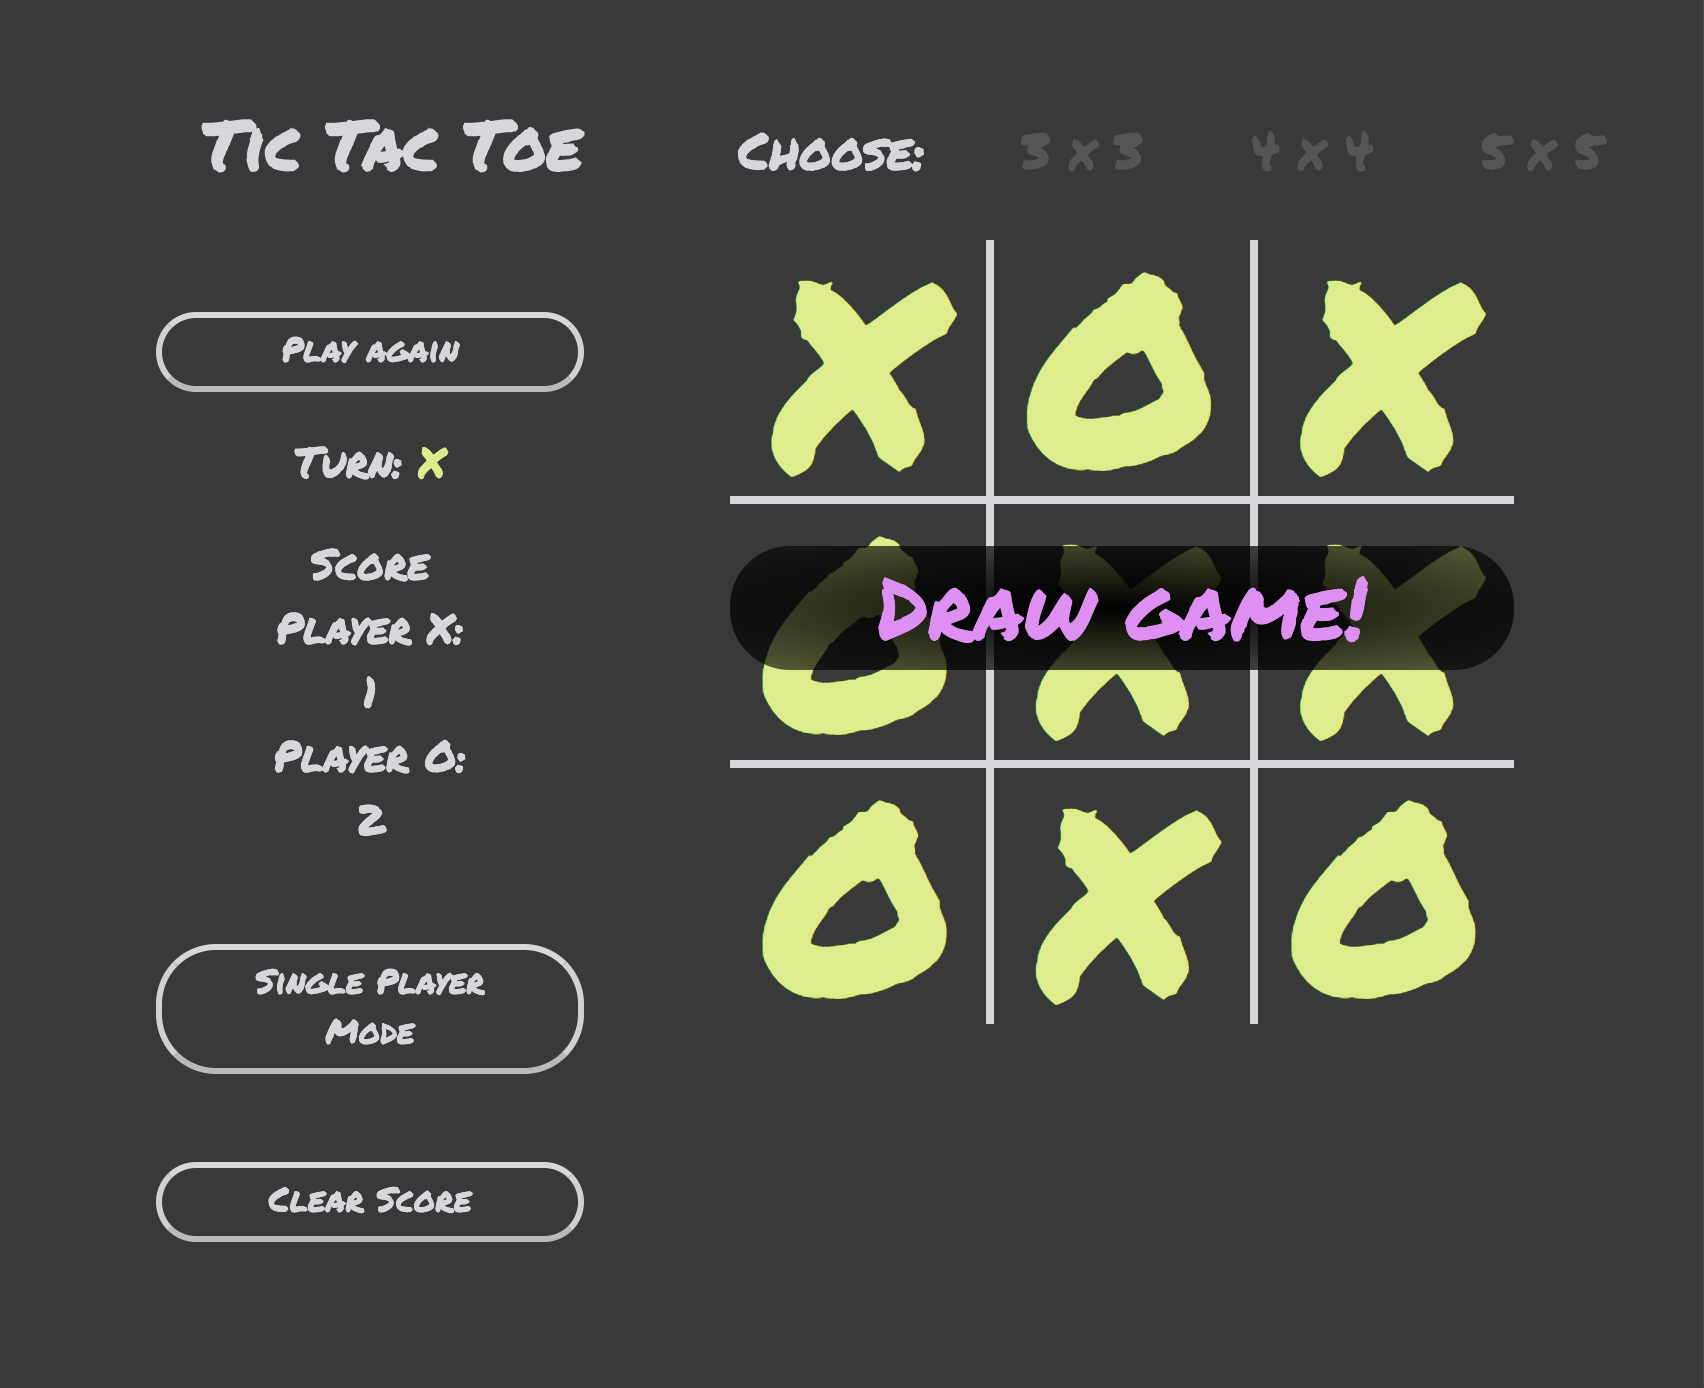 Tic Tac Toe
Choose: 3 x 3 4 x 4 5 x 5
Play again
Turn: X
Score
Player X:
1
Player O:
2
Single Player
Mode
Clear Score
X O X
O X X
Draw game!
O X O